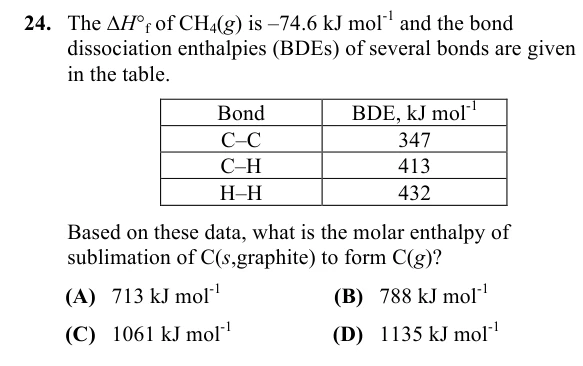 24. The ΔH°f of CH4(g) is –74.6 kJ mol-1 and the bond
dissociation enthalpies (BDEs) of several bonds are given
in the table.
Bond BDE, kJ mol-1
C–C 347
C–H 413
H–H 432
Based on these data, what is the molar enthalpy of
sublimation of C(s,graphite) to form C(g)?
(A) 713 kJ mol-1 (B) 788 kJ mol-1
(C) 1061 kJ mol-1 (D) 1135 kJ mol-1